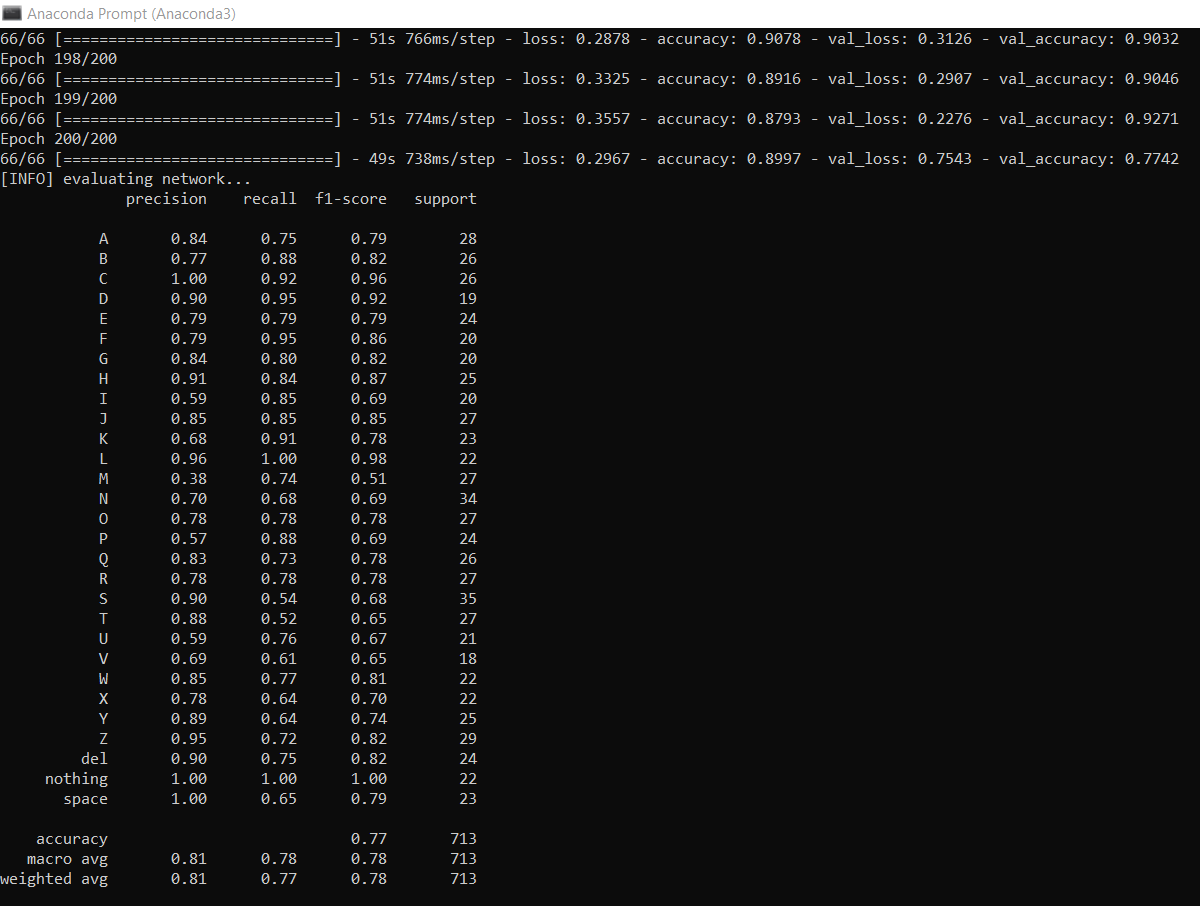 Anaconda Prompt (Anaconda3)
66/66 [==============================] - 51s 766ms/step - loss: 0.2878 - accuracy: 0.9078 - val_loss: 0.3126 - val_accuracy: 0.9032
Epoch 198/200
66/66 [==============================] - 51s 774ms/step - loss: 0.3325 - accuracy: 0.8916 - val_loss: 0.2907 - val_accuracy: 0.9046
Epoch 199/200
66/66 [==============================] - 51s 774ms/step - loss: 0.3557 - accuracy: 0.8793 - val_loss: 0.2276 - val_accuracy: 0.9271
Epoch 200/200
66/66 [==============================] - 49s 738ms/step - loss: 0.2967 - accuracy: 0.8997 - val_loss: 0.7543 - val_accuracy: 0.7742
[INFO] evaluating network...
precision recall f1-score support
A 0.84 0.75 0.79 28
B 0.77 0.88 0.82 26
C 1.00 0.92 0.96 26
D 0.90 0.95 0.92 19
E 0.79 0.79 0.79 24
F 0.79 0.95 0.86 20
G 0.84 0.80 0.82 20
H 0.91 0.84 0.87 25
I 0.59 0.85 0.69 20
J 0.85 0.85 0.85 27
K 0.68 0.91 0.78 23
L 0.96 1.00 0.98 22
M 0.38 0.74 0.51 27
N 0.70 0.68 0.69 34
O 0.78 0.78 0.78 27
P 0.57 0.88 0.69 24
Q 0.83 0.73 0.78 26
R 0.78 0.78 0.78 27
S 0.90 0.54 0.68 35
T 0.88 0.52 0.65 27
U 0.59 0.76 0.67 21
V 0.69 0.61 0.65 18
W 0.85 0.77 0.81 22
X 0.78 0.64 0.70 22
Y 0.89 0.64 0.74 25
Z 0.95 0.72 0.82 29
del 0.90 0.75 0.82 24
nothing 1.00 1.00 1.00 22
space 1.00 0.65 0.79 23
accuracy 0.77 713
macro avg 0.81 0.78 0.78 713
weighted avg 0.81 0.77 0.78 713